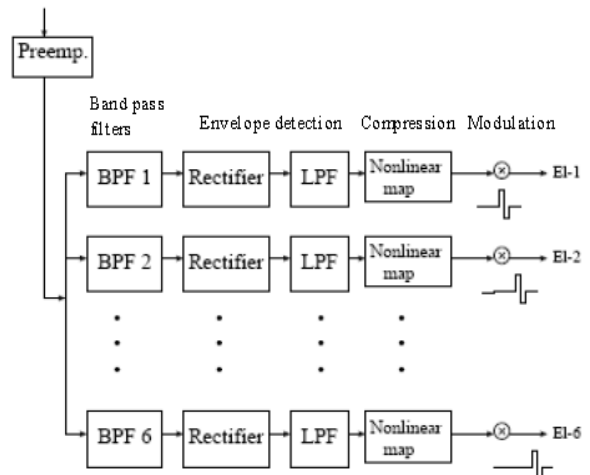 Preemp.
Band pass
filters
Envelope detection
Compression
Modulation
BPF 1
Rectifier
LPF
Nonlinear
map
El-1
BPF 2
Rectifier
LPF
Nonlinear
map
El-2
BPF 6
Rectifier
LPF
Nonlinear
map
El-6